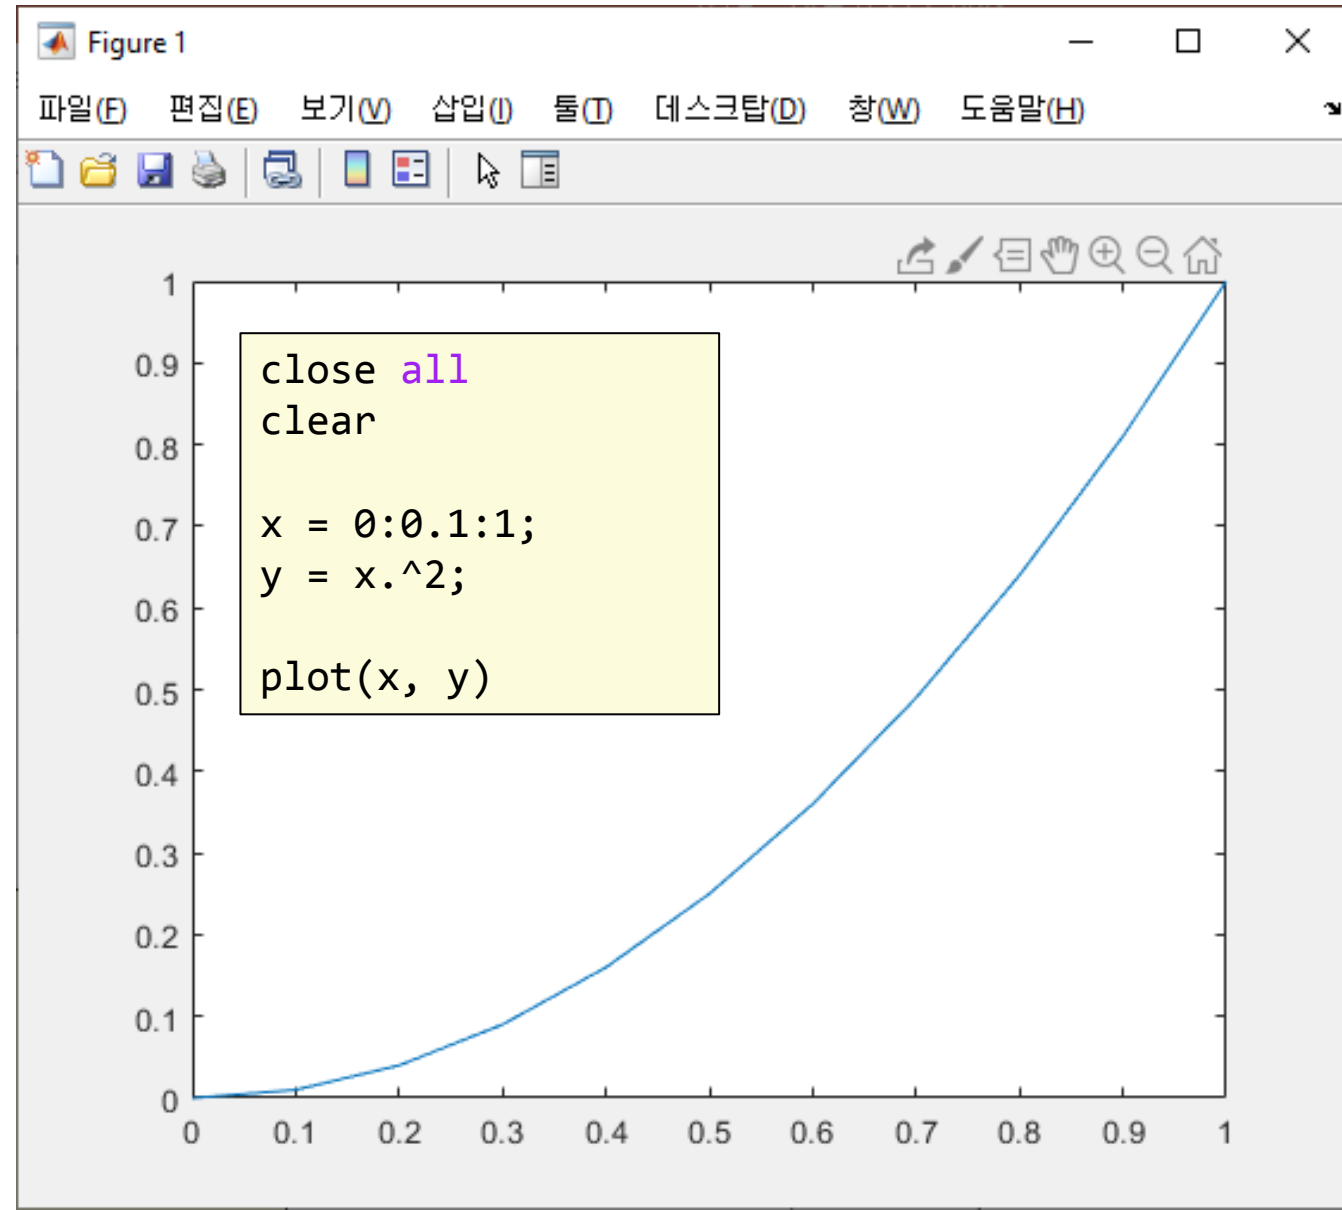 Figure 1
파일(F) 편집(E) 보기(V) 삽입(I) 툴(T) 데스크탑(D) 창(W) 도움말(H)
1
0.9
0.8
0.7
0.6
0.5
0.4
0.3
0.2
0.1
0
close all
clear
x = 0:0.1:1;
y = x.^2;
plot(x, y)
0 0.1 0.2 0.3 0.4 0.5 0.6 0.7 0.8 0.9 1